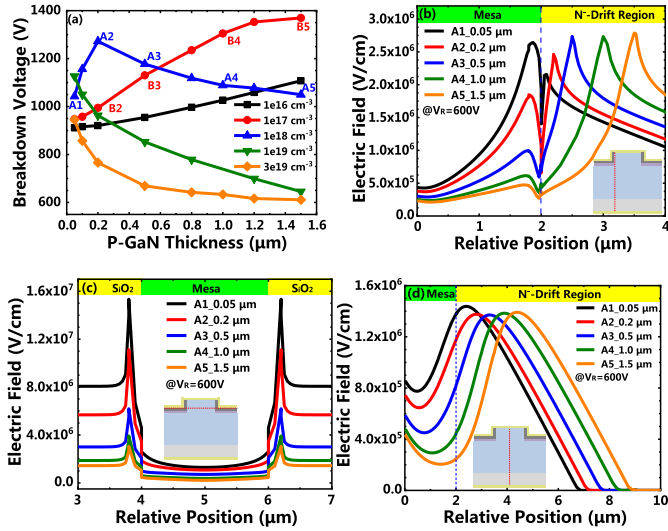 (a)
Breakdown Voltage (V)
1400
1200
1000
800
600
A1
A2
A3
A4
A5
B2
B3
B4
B5
1e16 cm⁻³
1e17 cm⁻³
1e18 cm⁻³
1e19 cm⁻³
3e19 cm⁻³
0.0 0.2 0.4 0.6 0.8 1.0 1.2 1.4 1.6
P-GaN Thickness (μm)
(b)
Mesa
N⁻-Drift Region
Electric Field (V/cm)
3.0x10⁶
2.5x10⁶
2.0x10⁶
1.5x10⁶
1.0x10⁶
5.0x10⁵
0.0
A1_0.05 μm
A2_0.2 μm
A3_0.5 μm
A4_1.0 μm
A5_1.5 μm
@VR=600V
0 1 2 3 4
Relative Position (μm)
(c)
SiO₂
Mesa
SiO₂
Electric Field (V/cm)
1.6x10⁷
1.2x10⁷
8.0x10⁶
4.0x10⁶
0.0
A1_0.05 μm
A2_0.2 μm
A3_0.5 μm
A4_1.0 μm
A5_1.5 μm
@VR=600V
3 4 5 6 7
Relative Position (μm)
(d)
Mesa
N⁻-Drift Region
Electric Field (V/cm)
1.6x10⁶
1.2x10⁶
8.0x10⁵
4.0x10⁵
0.0
A1_0.05 μm
A2_0.2 μm
A3_0.5 μm
A4_1.0 μm
A5_1.5 μm
@VR=600V
0 2 4 6 8 10
Relative Position (μm)